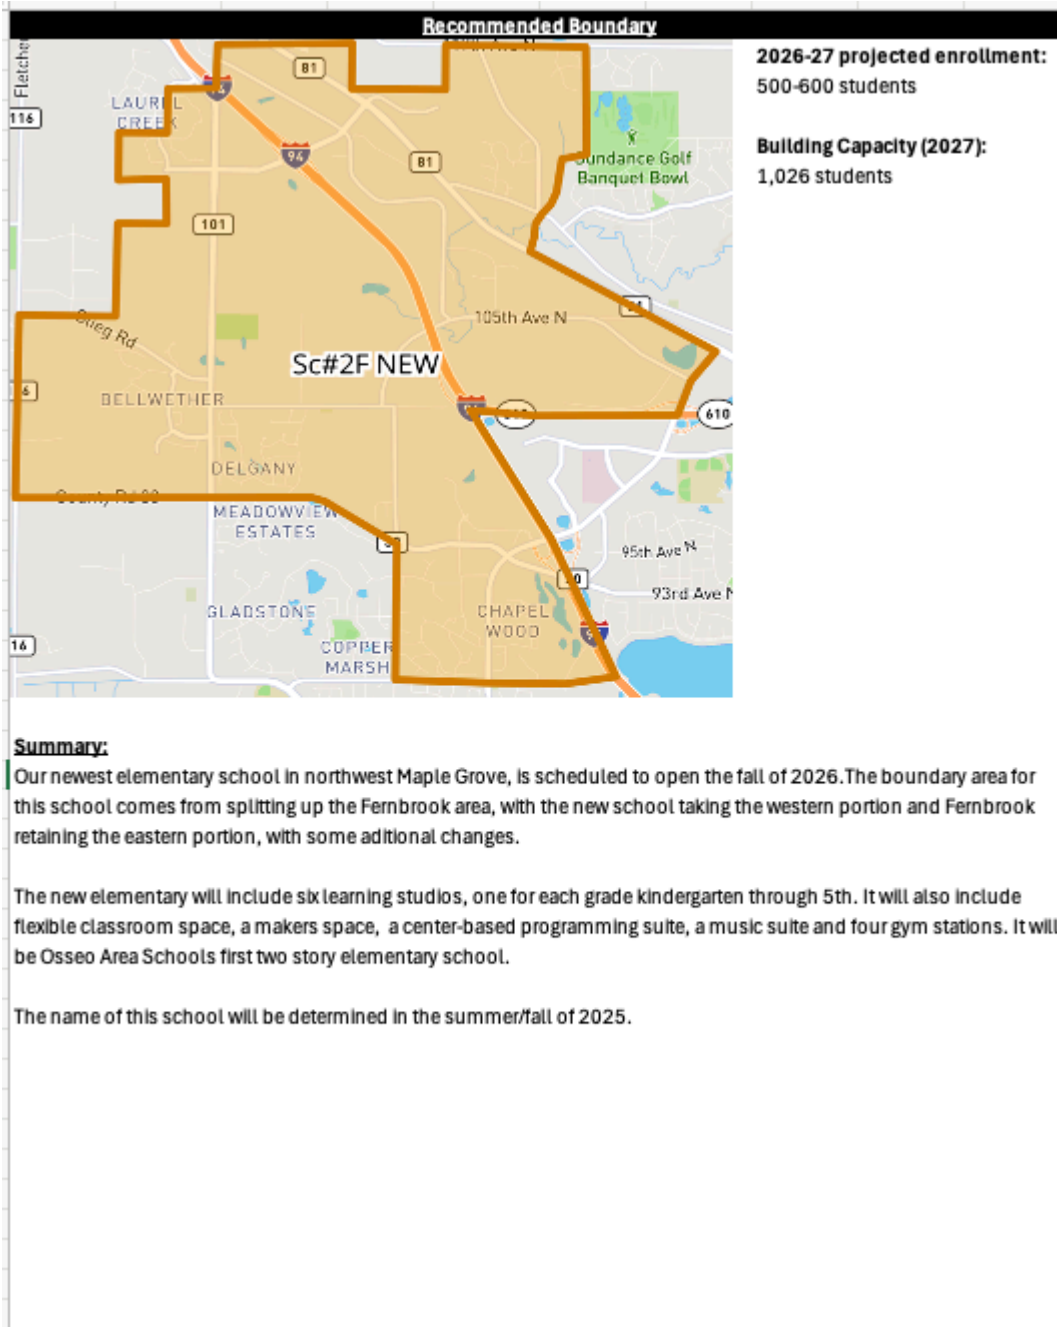 Recommended Boundary
2026-27 projected enrollment:
500-600 students
Building Capacity (2027):
1,026 students
Fletcher
81
LAUREL
CREEK
116
94
81
Sundance Golf
Banquet Bowl
101
105th Ave N
Sc#2F NEW
BELLWETHER
610
DELGANY
County Rd
MEADOWVIEW
ESTATES
95th Ave N
93rd Ave N
GLADSTONE
CHAPEL
WOOD
COPPER
MARSH
16
Summary:
Our newest elementary school in northwest Maple Grove, is scheduled to open the fall of 2026.The boundary area for
this school comes from splitting up the Fernbrook area, with the new school taking the western portion and Fernbrook
retaining the eastern portion, with some aditional changes.
The new elementary will include six learning studios, one for each grade kindergarten through 5th. It will also include
flexible classroom space, a makers space, a center-based programming suite, a music suite and four gym stations. It will
be Osseo Area Schools first two story elementary school.
The name of this school will be determined in the summer/fall of 2025.